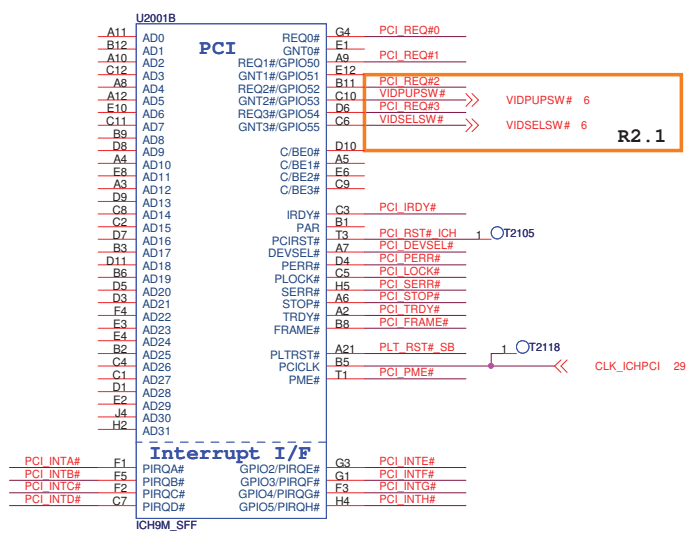 U2001B
PCI
A11 AD0 REQ0# G4 PCI_REQ#0
B12 AD1 GNT0# E1
A10 AD2 REQ1#/GPIO50 A9 PCI_REQ#1
C12 AD3 GNT1#/GPIO51 E12
A8 AD4 REQ2#/GPIO52 B11 PCI_REQ#2
A12 AD5 GNT2#/GPIO53 C10 VIDPUPSW# VIDPUPSW# 6
E10 AD6 REQ3#/GPIO54 D6 PCI_REQ#3
C11 AD7 GNT3#/GPIO55 C6 VIDSELSW# VIDSELSW# 6
R2.1
B9 AD8
D8 AD9 C/BE0# D10
A4 AD10 C/BE1# A5
E8 AD11 C/BE2# E6
A3 AD12 C/BE3# C9
D9 AD13
C8 AD14 IRDY# C3 PCI_IRDY#
C2 AD15 PAR B1
D7 AD16 PCIRST# T3 PCI_RST#_ICH 1 T2105
B3 AD17 DEVSEL# A7 PCI_DEVSEL#
D11 AD18 PERR# D4 PCI_PERR#
B6 AD19 PLOCK# C5 PCI_LOCK#
D5 AD20 SERR# H5 PCI_SERR#
D3 AD21 STOP# A6 PCI_STOP#
F4 AD22 TRDY# A2 PCI_TRDY#
E3 AD23 FRAME# B8 PCI_FRAME#
E4 AD24
B2 AD25 PLTRST# A21 PLT_RST#_SB 1 T2118
C4 AD26 PCICLK B5 CLK_ICHPCI 29
C1 AD27 PME# T1 PCI_PME#
D1 AD28
E2 AD29
J4 AD30
H2 AD31
Interrupt I/F
PCI_INTA# F1 PIRQA# GPIO2/PIRQE# G3 PCI_INTE#
PCI_INTB# F5 PIRQB# GPIO3/PIRQF# G1 PCI_INTF#
PCI_INTC# F2 PIRQC# GPIO4/PIRQG# F3 PCI_INTG#
PCI_INTD# C7 PIRQD# GPIO5/PIRQH# H4 PCI_INTH#
ICH9M_SFF